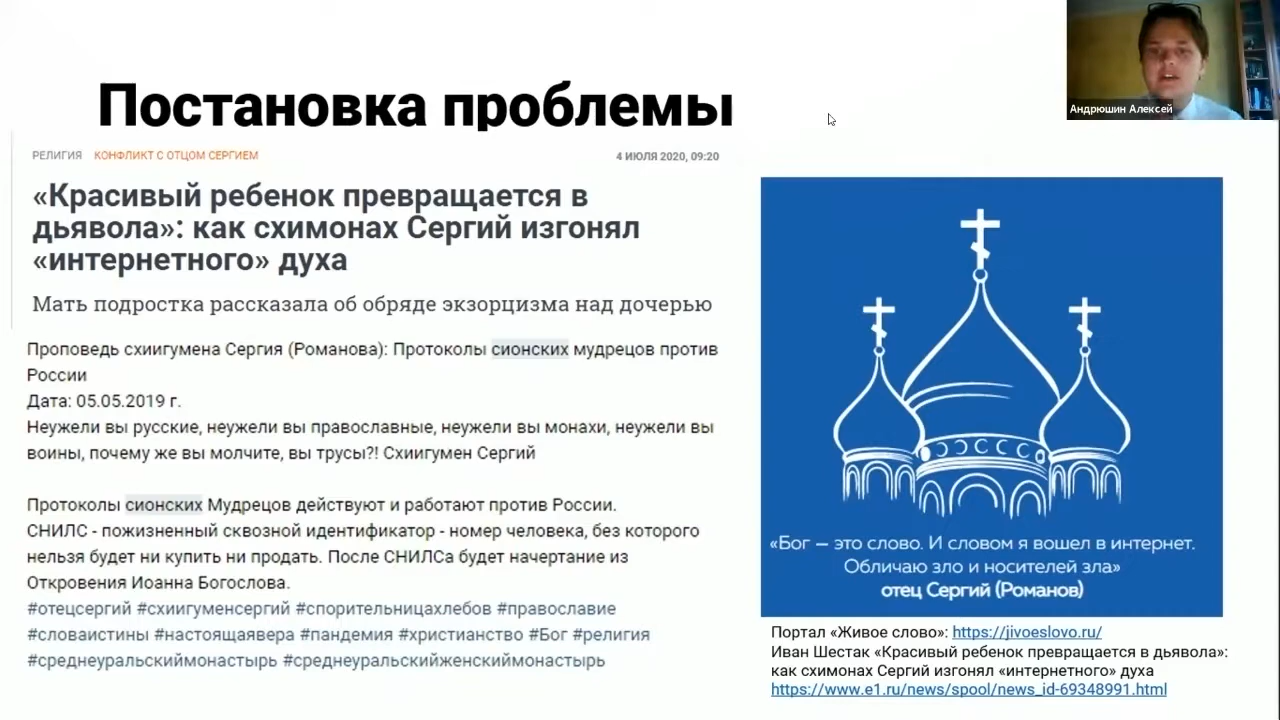 Андрюшин Алексей
Постановка проблемы
РЕЛИГИЯ КОНФЛИКТ С ОТЦОМ СЕРГИЕМ
4 ИЮЛЯ 2020, 09:20
«Красивый ребенок превращается в
дьявола»: как схимонах Сергий изгонял
«интернетного» духа
Мать подростка рассказала об обряде экзорцизма над дочерью
Проповедь схиигумена Сергия (Романова): Протоколы сионских мудрецов против
России
Дата: 05.05.2019 г.
Неужели вы русские, неужели вы православные, неужели вы монахи, неужели вы
воины, почему же вы молчите, вы трусы?! Схиигумен Сергий
Протоколы сионских Мудрецов действуют и работают против России.
СНИЛС - пожизненный сквозной идентификатор - номер человека, без которого
нельзя будет ни купить ни продать. После СНИЛСа будет начертание из
Откровения Иоанна Богослова.
#отецсергий #схиигуменсергий #спорительницахлебов #православие
#словаистины #настоящаявера #пандемия #христианство #Бог #религия
#среднеуральскиймонастырь #среднеуральскийженскиймонастырь
«Бог — это слово. И словом я вошел в интернет.
Обличаю зло и носителей зла»
отец Сергий (Романов)
Портал «Живое слово»: https://jivoeslovo.ru/
Иван Шестак «Красивый ребенок превращается в дьявола»:
как схимонах Сергий изгонял «интернетного» духа
https://www.e1.ru/news/spool/news_id-69348991.html